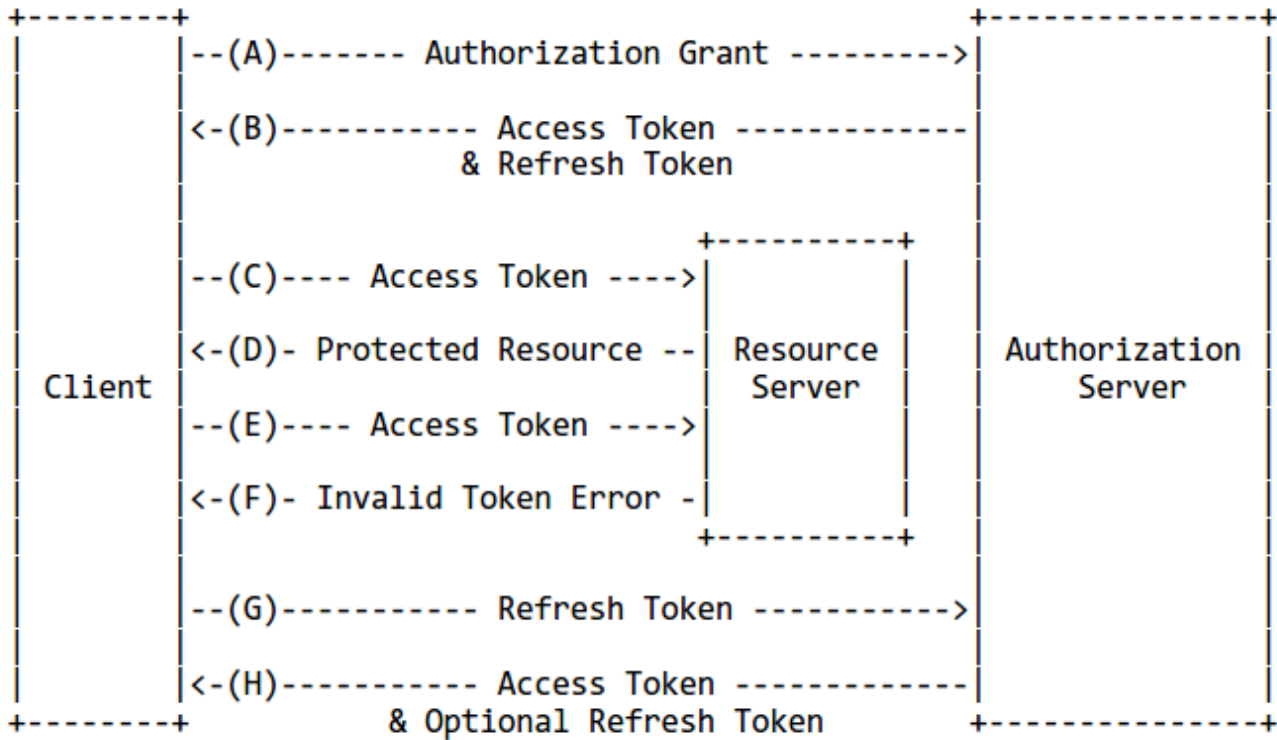 +--------+                                           +---------------+
|        |--(A)------- Authorization Grant --------->|               |
|        |                                           |               |
|        |<-(B)----------- Access Token -------------|               |
|        |               & Refresh Token             |               |
|        |                                           |               |
|        |                            +----------+   |               |
|        |--(C)---- Access Token ---->|          |   |               |
|        |                            |          |   |               |
|        |<-(D)- Protected Resource --| Resource |   | Authorization |
| Client |                            |  Server  |   |     Server    |
|        |--(E)---- Access Token ---->|          |   |               |
|        |                            |          |   |               |
|        |<-(F)- Invalid Token Error -|          |   |               |
|        |                            +----------+   |               |
|        |                                           |               |
|        |--(G)----------- Refresh Token ----------->|               |
|        |                                           |               |
|        |<-(H)----------- Access Token -------------|               |
+--------+           & Optional Refresh Token        +---------------+